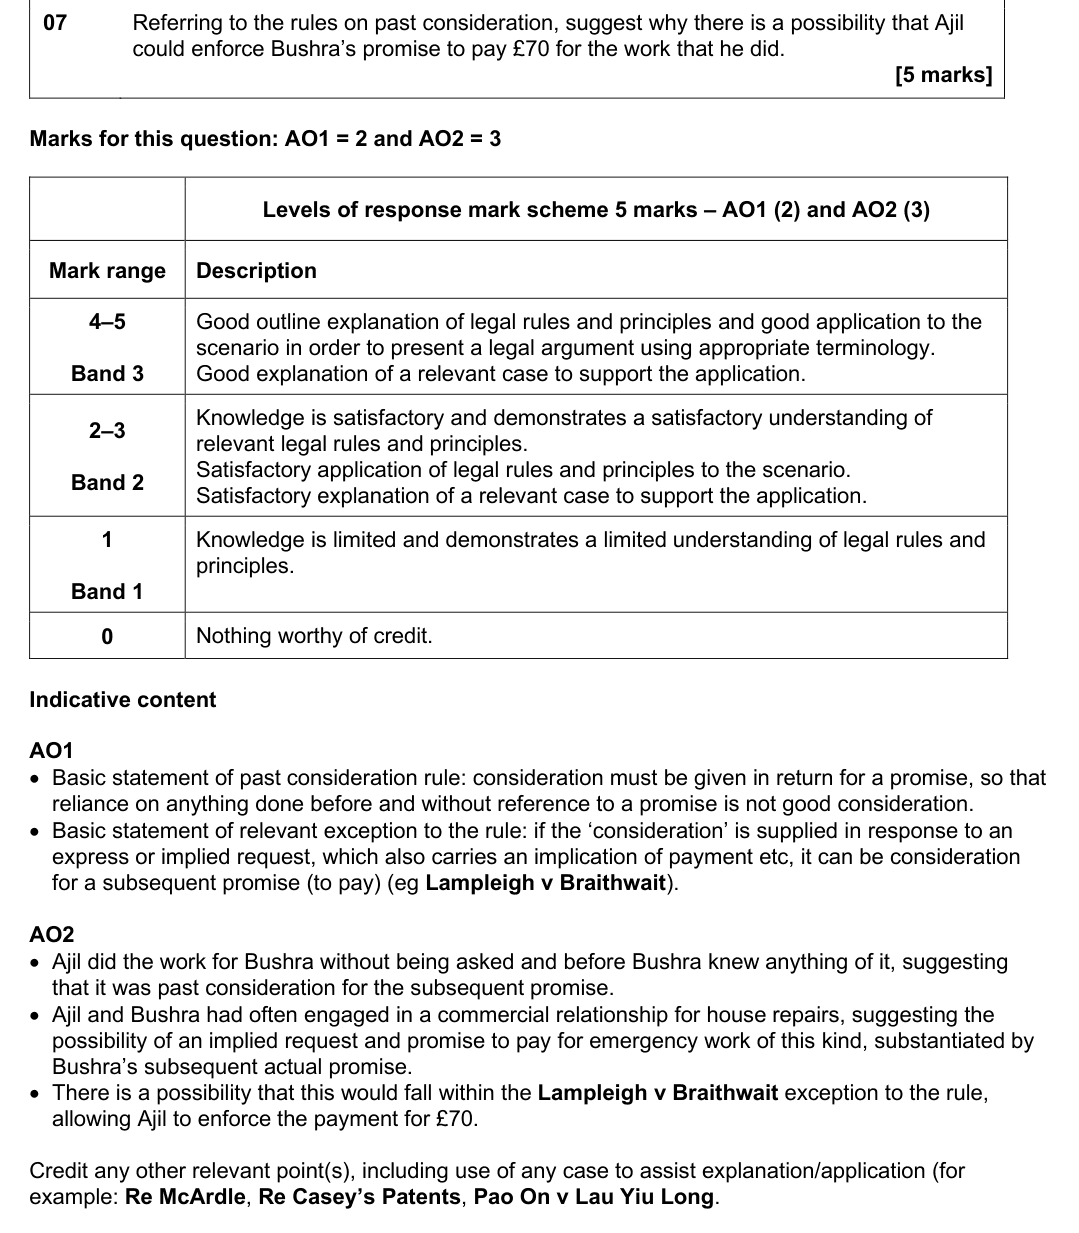 07 Referring to the rules on past consideration, suggest why there is a possibility that Ajil
could enforce Bushra's promise to pay £70 for the work that he did.
[5 marks]
Marks for this question: AO1 = 2 and AO2 = 3
Levels of response mark scheme 5 marks – AO1 (2) and AO2 (3)
Mark range Description
4–5
Band 3
Good outline explanation of legal rules and principles and good application to the
scenario in order to present a legal argument using appropriate terminology.
Good explanation of a relevant case to support the application.
2–3
Band 2
Knowledge is satisfactory and demonstrates a satisfactory understanding of
relevant legal rules and principles.
Satisfactory application of legal rules and principles to the scenario.
Satisfactory explanation of a relevant case to support the application.
1
Band 1
Knowledge is limited and demonstrates a limited understanding of legal rules and
principles.
0 Nothing worthy of credit.
Indicative content
AO1
• Basic statement of past consideration rule: consideration must be given in return for a promise, so that
reliance on anything done before and without reference to a promise is not good consideration.
• Basic statement of relevant exception to the rule: if the 'consideration' is supplied in response to an
express or implied request, which also carries an implication of payment etc, it can be consideration
for a subsequent promise (to pay) (eg Lampleigh v Braithwait).
AO2
• Ajil did the work for Bushra without being asked and before Bushra knew anything of it, suggesting
that it was past consideration for the subsequent promise.
• Ajil and Bushra had often engaged in a commercial relationship for house repairs, suggesting the
possibility of an implied request and promise to pay for emergency work of this kind, substantiated by
Bushra's subsequent actual promise.
• There is a possibility that this would fall within the Lampleigh v Braithwait exception to the rule,
allowing Ajil to enforce the payment for £70.
Credit any other relevant point(s), including use of any case to assist explanation/application (for
example: Re McArdle, Re Casey's Patents, Pao On v Lau Yiu Long.